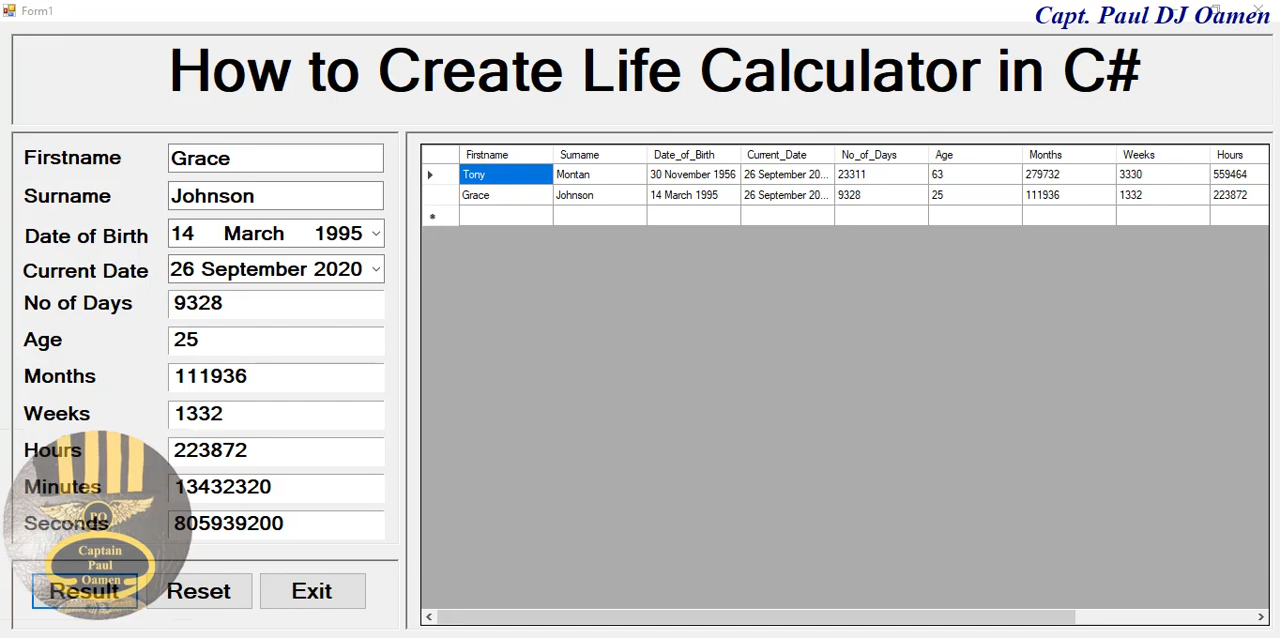 Form1
Capt. Paul DJ Oamen
How to Create Life Calculator in C#
Firstname Grace
Surname Johnson
Date of Birth 14 March 1995
Current Date 26 September 2020
No of Days 9328
Age 25
Months 111936
Weeks 1332
Hours 223872
Minutes 13432320
Seconds 805939200
PO
Captain
Paul
Oamen
Result Reset Exit
Firstname Surname Date_of_Birth Current_Date No_of_Days Age Months Weeks Hours
Tony Montan 30 November 1956 26 September 20... 23311 63 279732 3330 559464
Grace Johnson 14 March 1995 26 September 20... 9328 25 111936 1332 223872